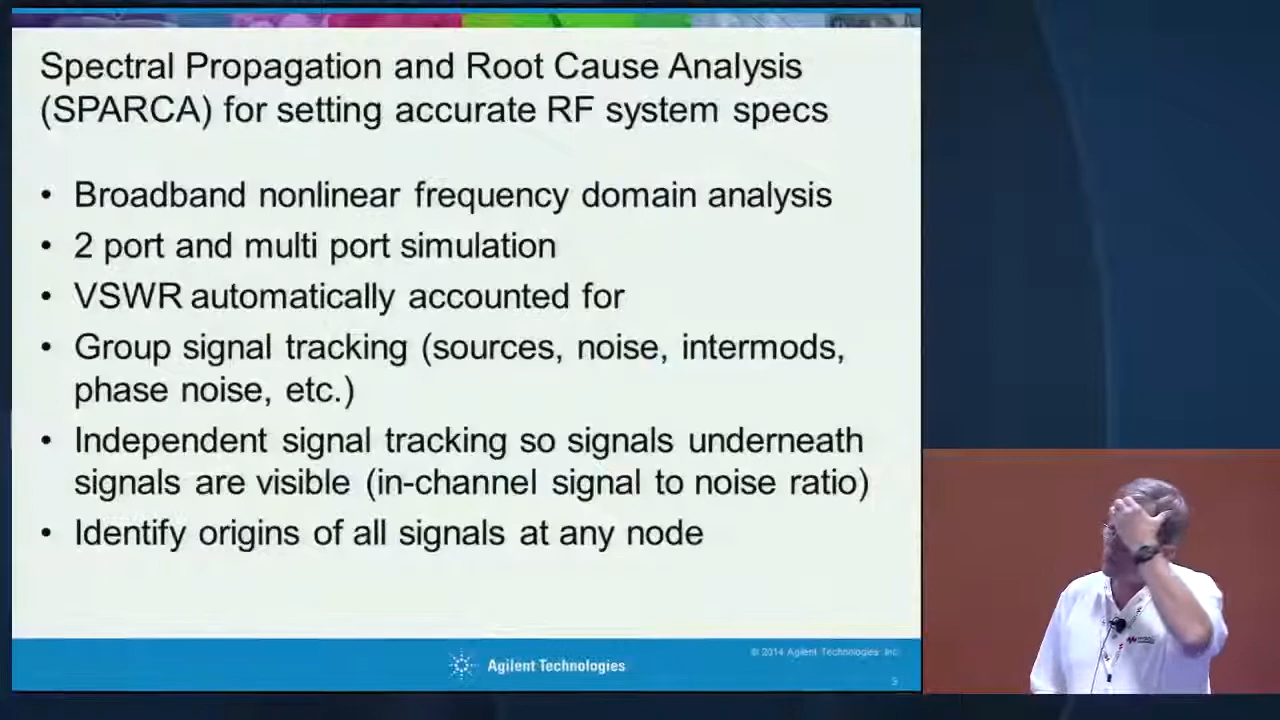 Spectral Propagation and Root Cause Analysis
(SPARCA) for setting accurate RF system specs
• Broadband nonlinear frequency domain analysis
• 2 port and multi port simulation
• VSWR automatically accounted for
• Group signal tracking (sources, noise, intermods,
phase noise, etc.)
• Independent signal tracking so signals underneath
signals are visible (in-channel signal to noise ratio)
• Identify origins of all signals at any node
© 2014 Agilent Technologies, Inc.
Agilent Technologies